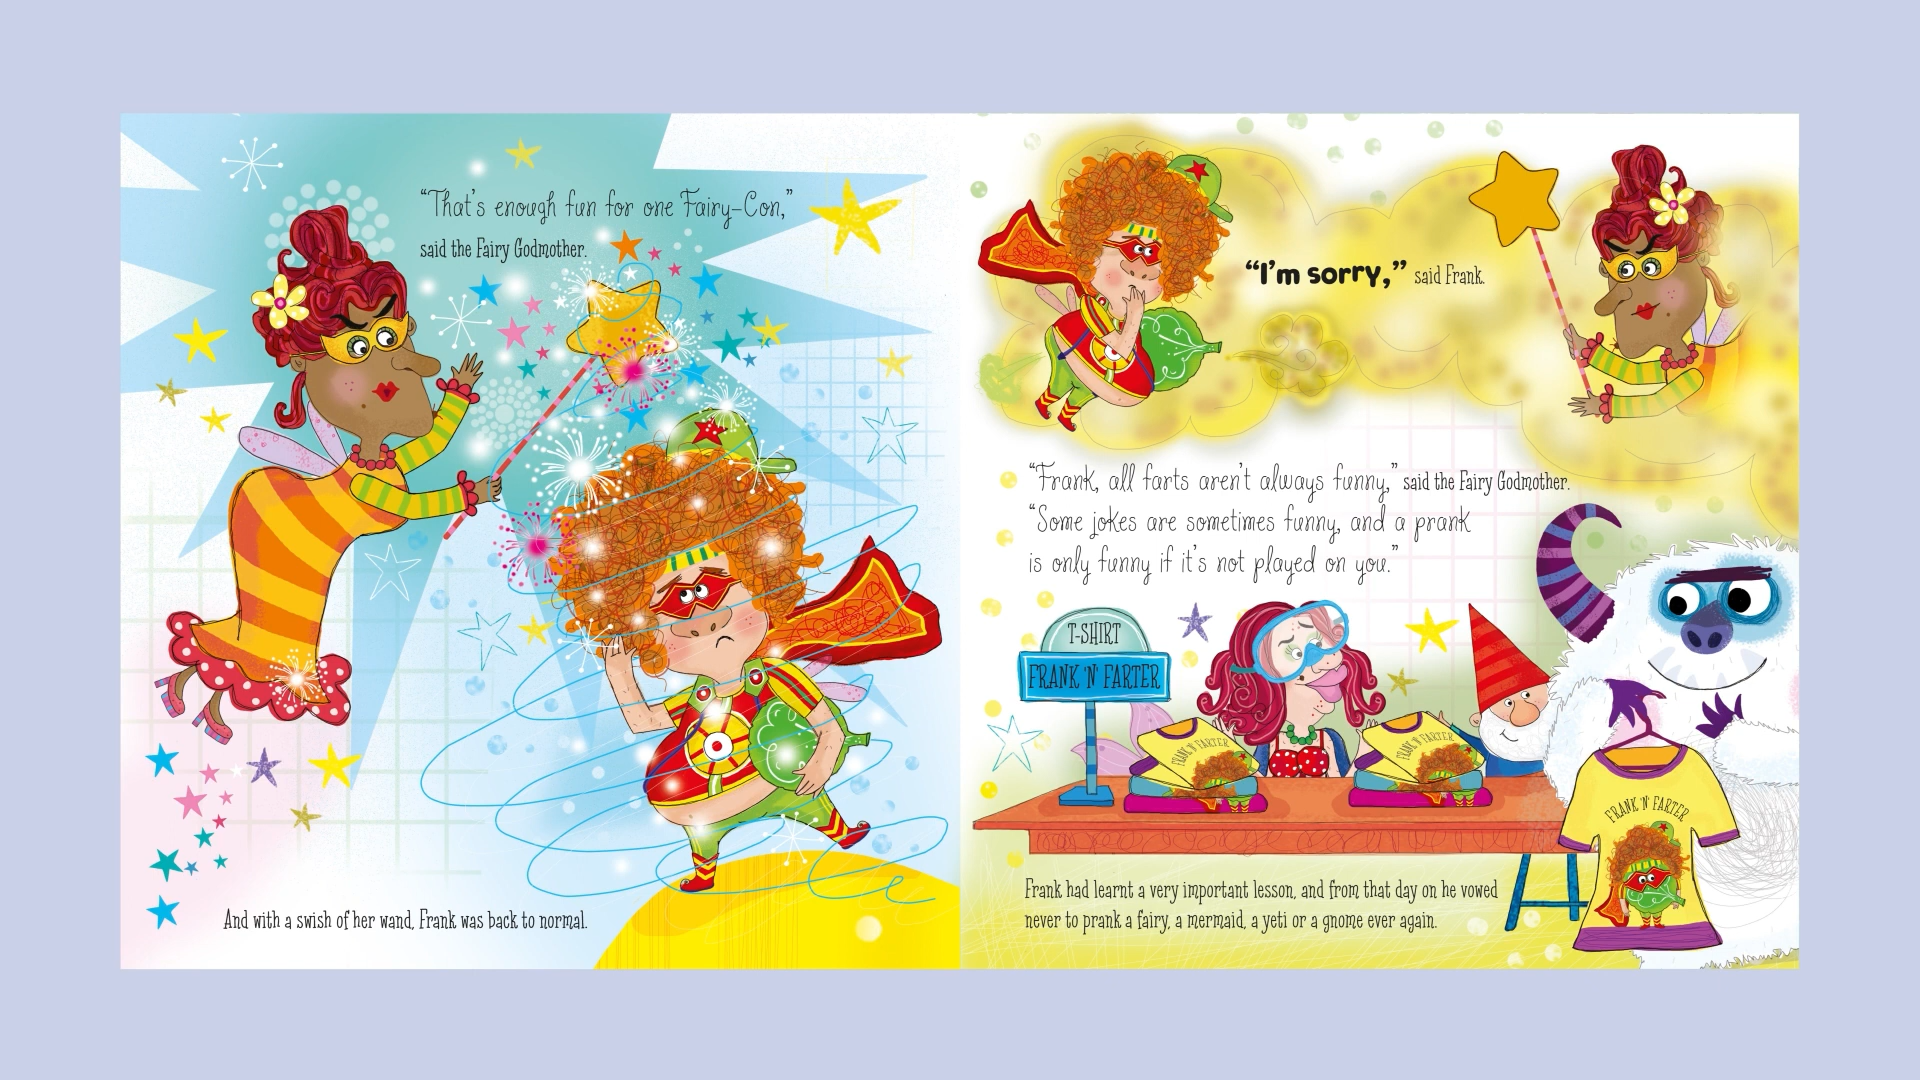 “That’s enough fun for one Fairy-Con,”
said the Fairy Godmother.
And with a swish of her wand, Frank was back to normal.
“I’m sorry,” said Frank.
“Frank, all farts aren’t always funny,” said the Fairy Godmother.
“Some jokes are sometimes funny, and a prank
is only funny if it’s not played on you.”
T-SHIRT
FRANK 'N' FARTER
FRANK 'N' FARTER
FRANK 'N' FARTER
FRANK 'N' FARTER
Frank had learnt a very important lesson, and from that day on he vowed
never to prank a fairy, a mermaid, a yeti or a gnome ever again.